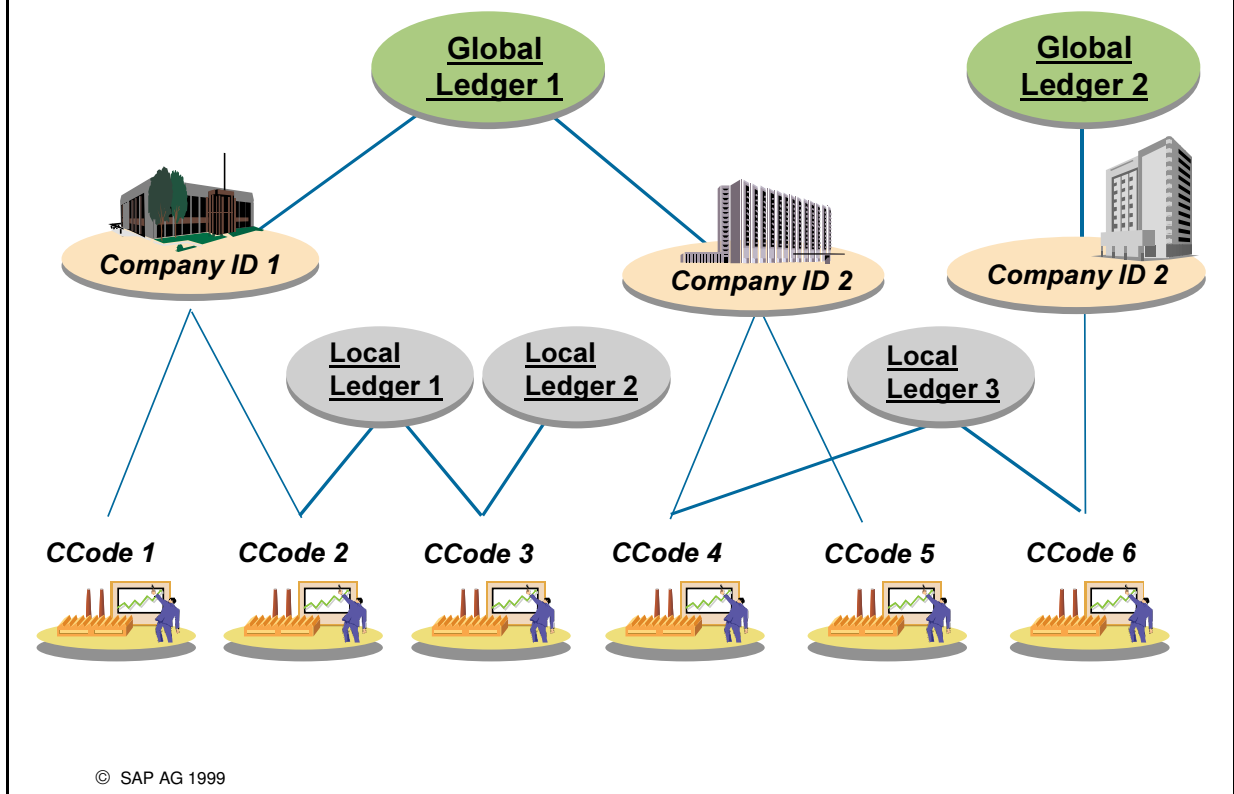 Global
Ledger 1
Global
Ledger 2
Company ID 1
Company ID 2
Company ID 2
Local
Ledger 1
Local
Ledger 2
Local
Ledger 3
CCode 1
CCode 2
CCode 3
CCode 4
CCode 5
CCode 6
© SAP AG 1999